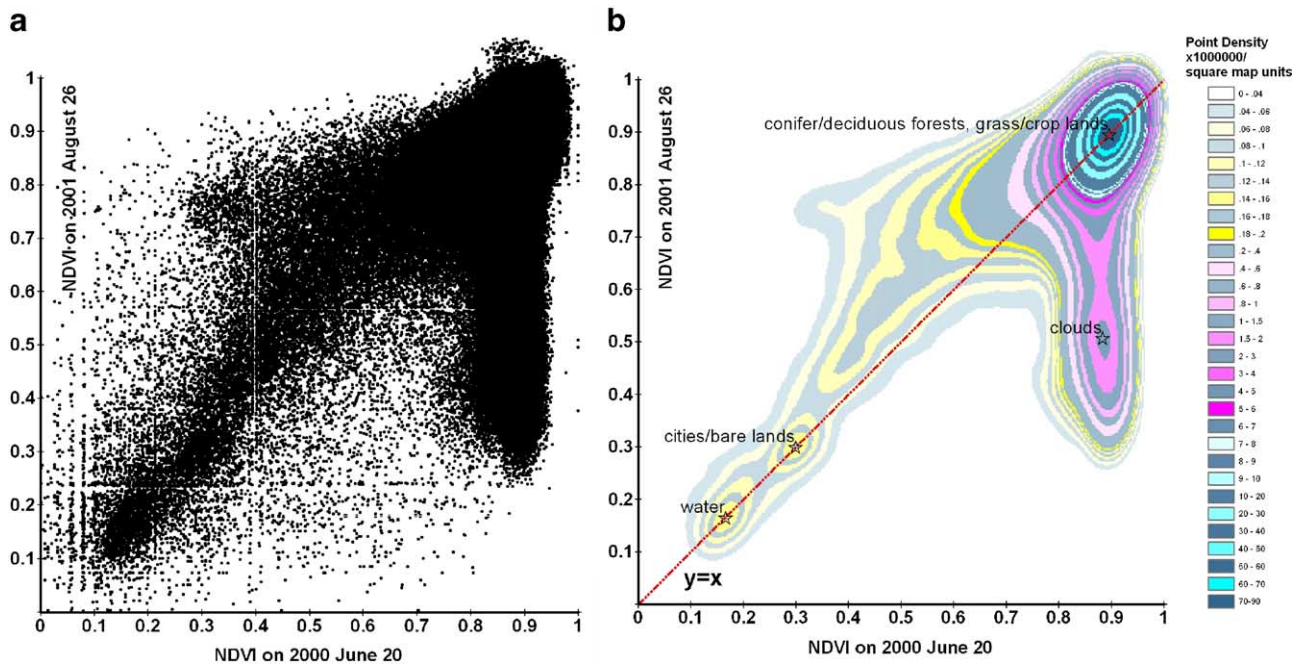 a
NDVI on 2001 August 26
1
0.9
0.8
0.7
0.6
0.5
0.4
0.3
0.2
0.1
0 0.1 0.2 0.3 0.4 0.5 0.6 0.7 0.8 0.9 1
NDVI on 2000 June 20
b
NDVI on 2001 August 26
1
0.9
0.8
0.7
0.6
0.5
0.4
0.3
0.2
0.1
conifer/deciduous forests, grass/crop lands
clouds
cities/bare lands
water
y=x
0 0.1 0.2 0.3 0.4 0.5 0.6 0.7 0.8 0.9 1
NDVI on 2000 June 20
Point Density
x1000000/
square map units
0 - .04
.04 - .06
.06 - .08
.08 - .1
.1 - .12
.12 - .14
.14 - .16
.16 - .18
.18 - .2
.2 - .4
.4 - .6
.6 - .8
.8 - 1
1 - 1.5
1.5 - 2
2 - 3
3 - 4
4 - 5
5 - 6
6 - 7
7 - 8
8 - 9
9 - 10
10 - 20
20 - 30
30 - 40
40 - 50
50 - 60
60 - 70
70-90